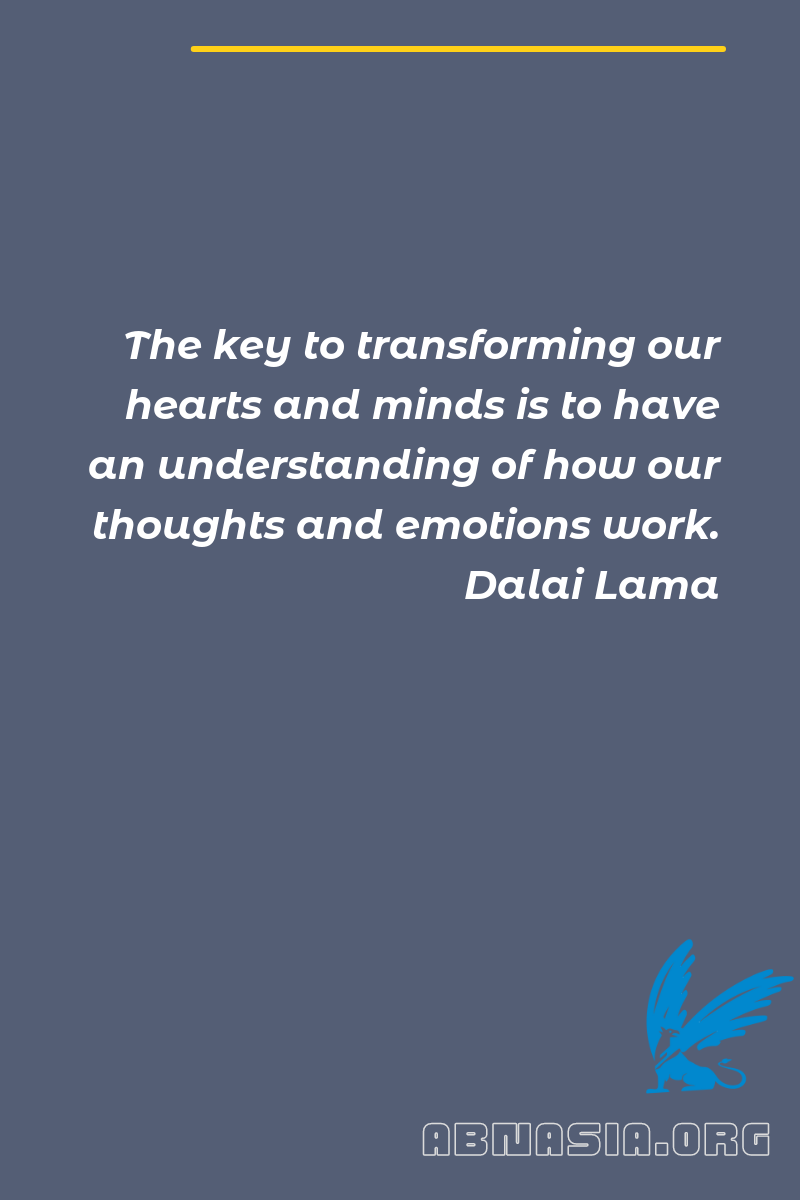 The key to transforming our
hearts and minds is to have
an understanding of how our
thoughts and emotions work.
Dalai Lama
ABNASIA.ORG